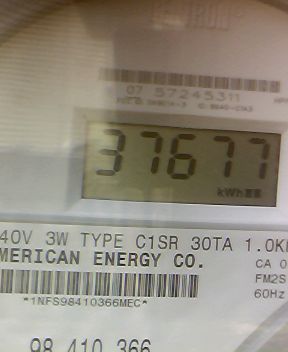 07 57245311
37677
kWh
40V 3W TYPE C1SR 30TA 1.0K
MERICAN ENERGY CO.
CA 0
FM2S
*1NFS98410366MEC*
60Hz
98 410 366